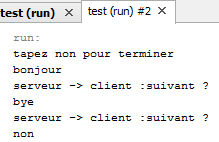 test (run) test (run) #2
run:
tapez non pour terminer
bonjour
serveur -> client :suivant ?
bye
serveur -> client :suivant ?
non